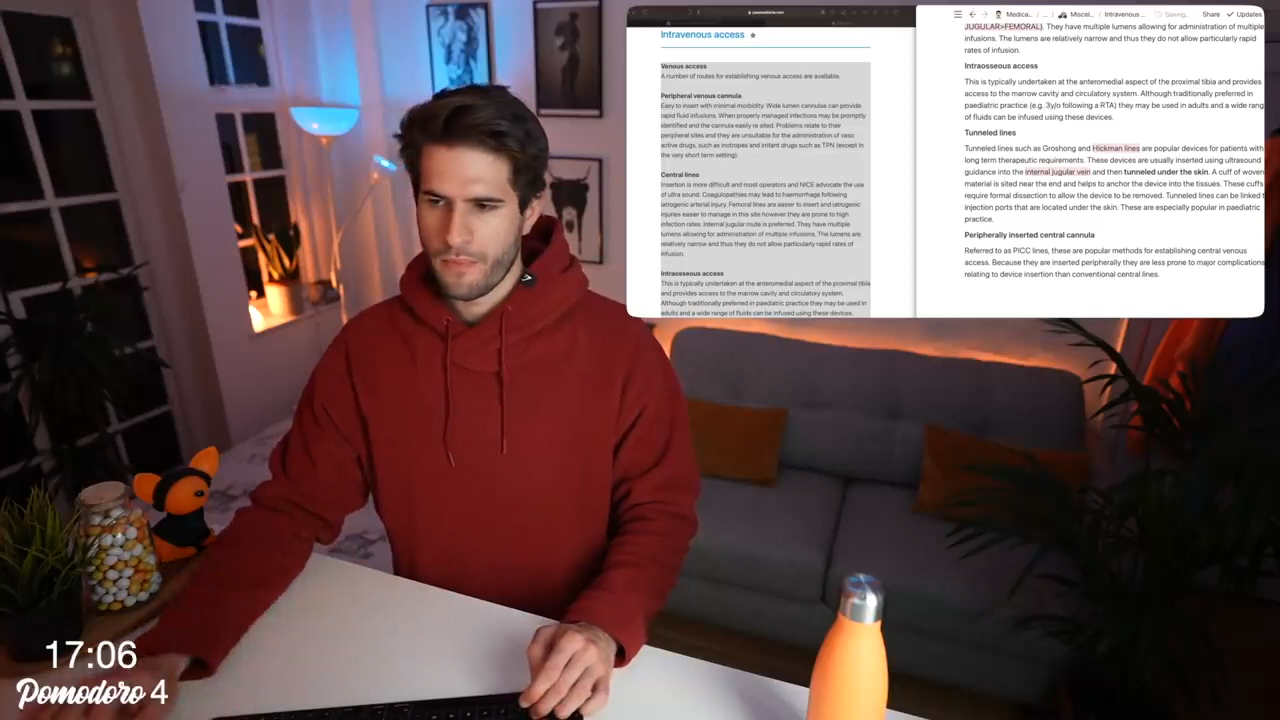 Intravenous access
Venous access
A number of routes for establishing venous access are available.
Peripheral venous cannula
Easy to insert with minimal morbidity. Wide lumen cannulae can provide
rapid fluid infusions. When properly managed infections may be promptly
identified and the cannula easily re sited. Problems relate to their
peripheral sites and they are unsuitable for the administration of vaso
active drugs, such as inotropes and irritant drugs such as TPN (except in
the very short term setting).
Central lines
Insertion is more difficult and most operators and NICE advocate the use
of ultra sound. Coagulopathies may lead to haemorrhage following
iatrogenic arterial injury. Femoral lines are easier to insert and iatrogenic
injuries easier to manage in this site however they are prone to high
infection rates. Internal jugular route is preferred. They have multiple
lumens allowing for administration of multiple infusions. The lumens are
relatively narrow and thus they do not allow particularly rapid rates of
infusion.
Intraosseous access
This is typically undertaken at the anteromedial aspect of the proximal tibia
and provides access to the marrow cavity and circulatory system.
Although traditionally preferred in paediatric practice they may be used in
adults and a wide range of fluids can be infused using these devices.
Medica... / ... / Miscel... / Intravenous ... Saving... Share Updates
JUGULAR>FEMORAL). They have multiple lumens allowing for administration of multiple
infusions. The lumens are relatively narrow and thus they do not allow particularly rapid
rates of infusion.
Intraosseous access
This is typically undertaken at the anteromedial aspect of the proximal tibia and provides
access to the marrow cavity and circulatory system. Although traditionally preferred in
paediatric practice (e.g. 3y/o following a RTA) they may be used in adults and a wide rang
of fluids can be infused using these devices.
Tunneled lines
Tunneled lines such as Groshong and Hickman lines are popular devices for patients with
long term therapeutic requirements. These devices are usually inserted using ultrasound
guidance into the internal jugular vein and then tunneled under the skin. A cuff of woven
material is sited near the end and helps to anchor the device into the tissues. These cuffs
require formal dissection to allow the device to be removed. Tunneled lines can be linked t
injection ports that are located under the skin. These are especially popular in paediatric
practice.
Peripherally inserted central cannula
Referred to as PICC lines, these are popular methods for establishing central venous
access. Because they are inserted peripherally they are less prone to major complications
relating to device insertion than conventional central lines.
17:06
Pomodoro 4